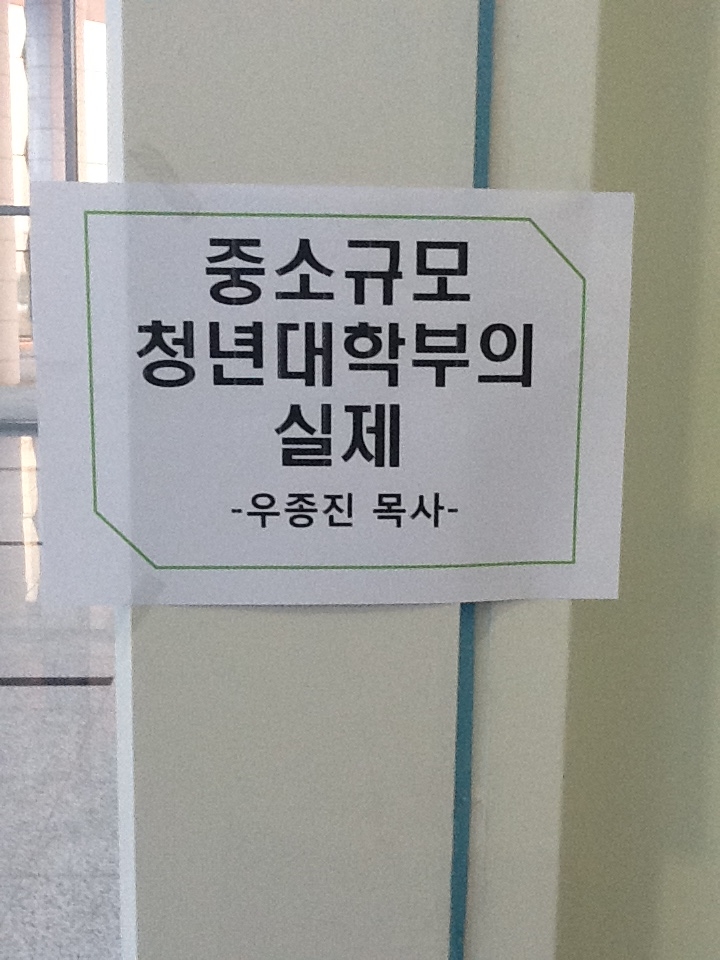 중소규모
청년대학부의
실제
-우종진 목사-